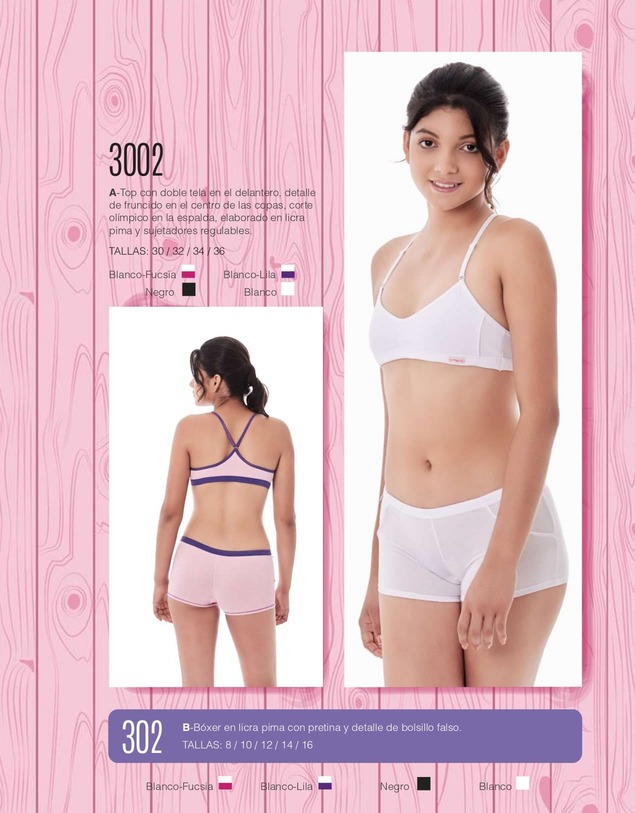 3002
A-Top con doble tela en el delantero, detalle
de fruncido en el centro de las copas, corte
olímpico en la espalda, elaborado en licra
pima y sujetadores regulables.
TALLAS: 30 / 32 / 34 / 36
Blanco-Fucsia Blanco-Lila
Negro Blanco
302
B-Bóxer en licra pima con pretina y detalle de bolsillo falso.
TALLAS: 8 / 10 / 12 / 14 / 16
Blanco-Fucsia Blanco-Lila Negro Blanco